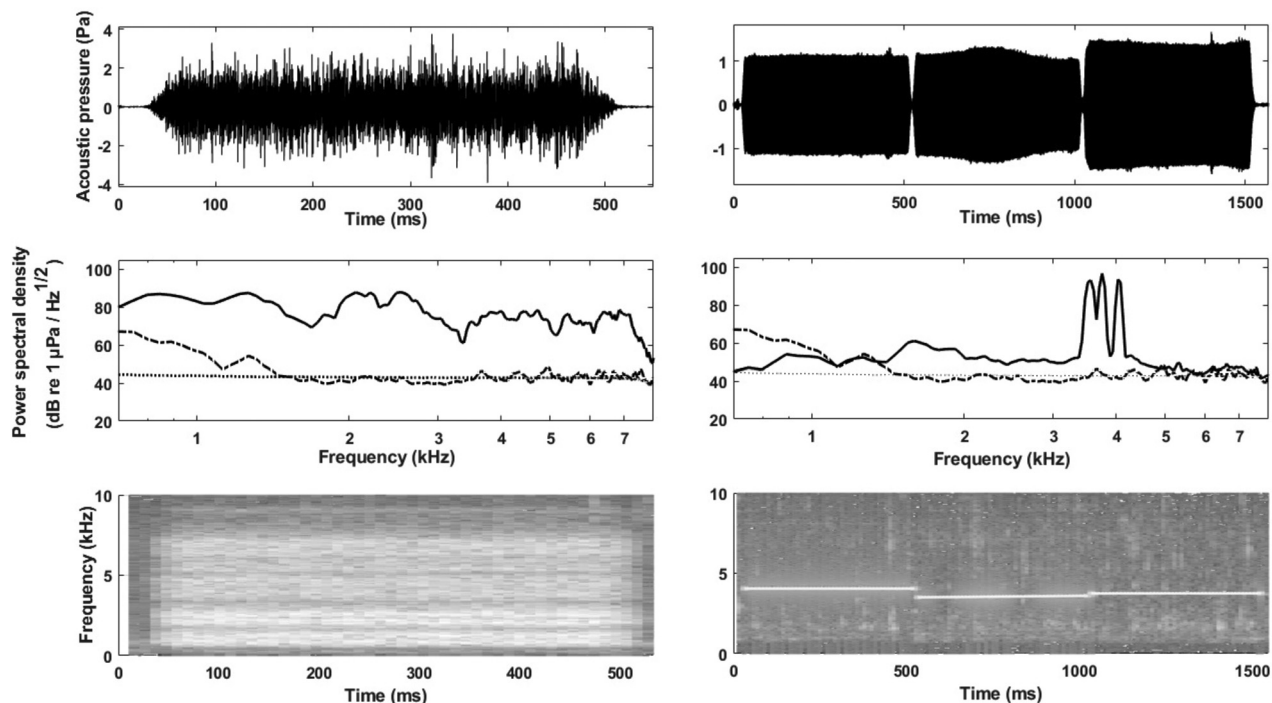 Acoustic pressure (Pa)
4
2
0
-2
-4
0 100 200 300 400 500
Time (ms)
1
0
-1
0 500 1000 1500
Time (ms)
Power spectral density
(dB re 1 µPa / Hz^1/2)
100
80
60
40
20
1 2 3 4 5 6 7
Frequency (kHz)
100
80
60
40
20
1 2 3 4 5 6 7
Frequency (kHz)
Frequency (kHz)
10
5
0
0 100 200 300 400 500
Time (ms)
10
5
0
0 500 1000 1500
Time (ms)